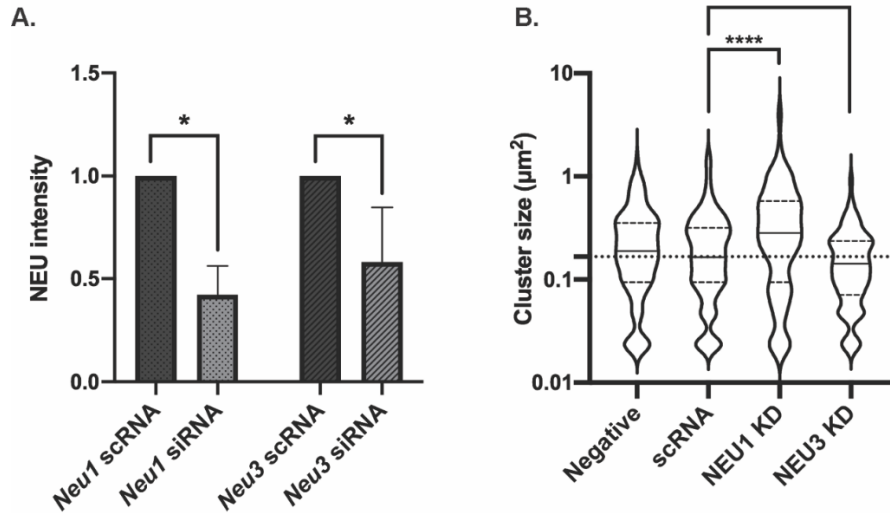 A.
NEU intensity
1.5
1.0
0.5
0.0
*
*
Neu1 scRNA
Neu1 siRNA
Neu3 scRNA
Neu3 siRNA
B.
Cluster size (μm²)
10
1
0.1
0.01
****
Negative
scRNA
NEU1 KD
NEU3 KD